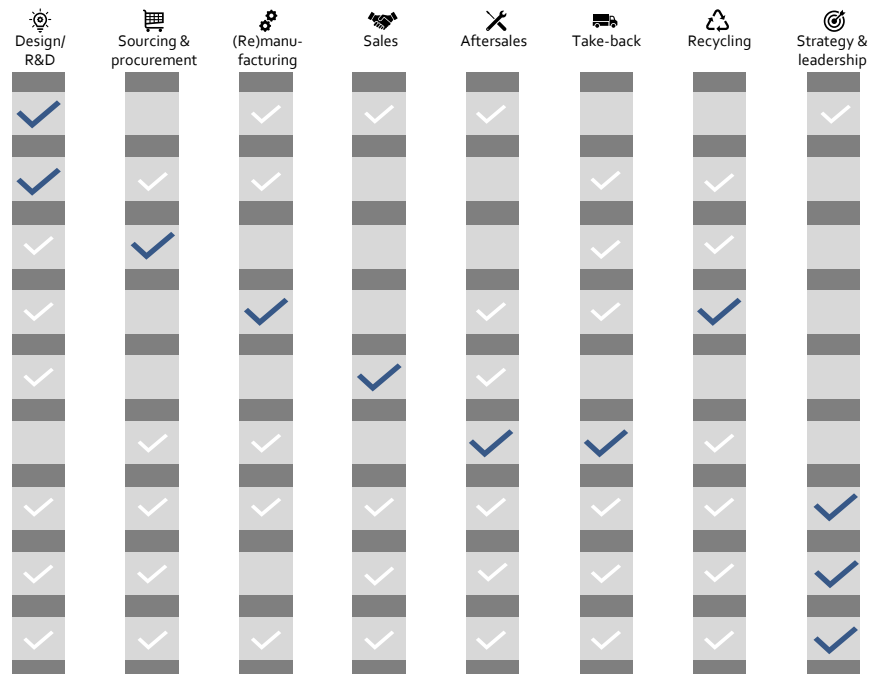 Design/
R&D
Sourcing &
procurement
(Re)manu-
facturing
Sales
Aftersales
Take-back
Recycling
Strategy &
leadership